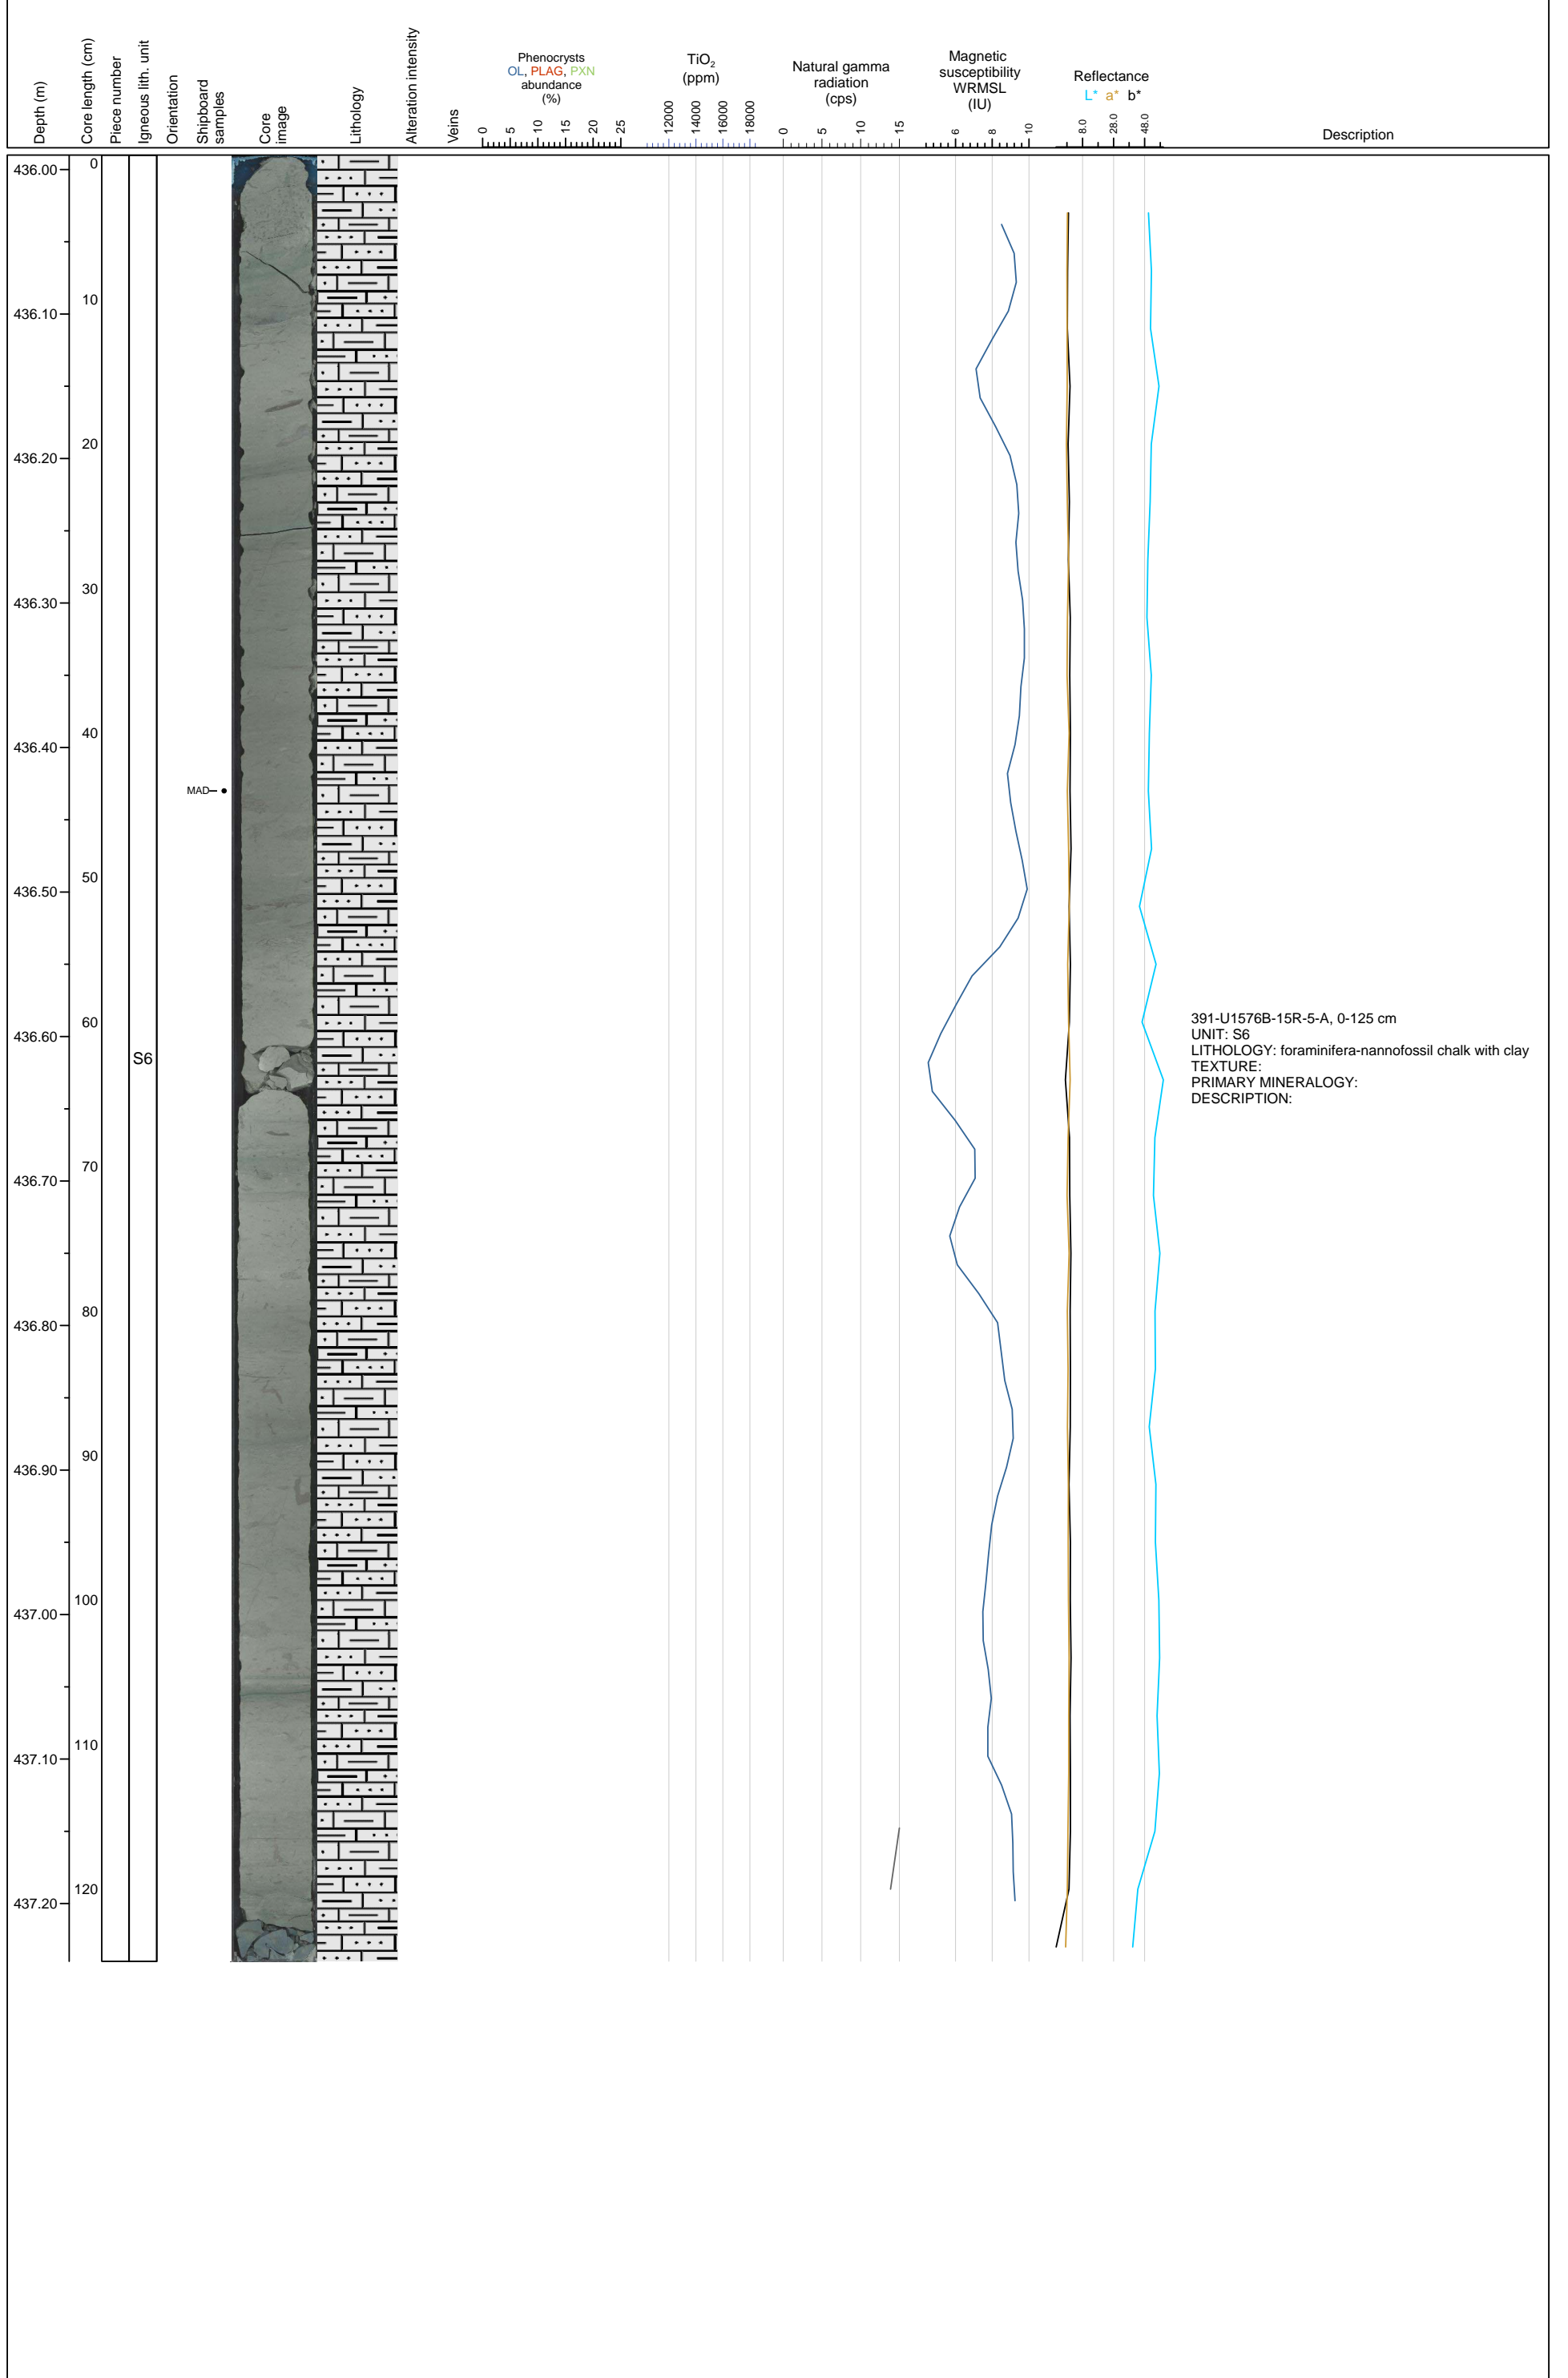 Depth (m)
Core length (cm)
Piece number
Igneous lith. unit
Orientation
Shipboard
samples
Core
image
Lithology
Alteration intensity
Veins
Phenocrysts
OL, PLAG, PXN
abundance
(%)
0 5 10 15 20 25
TiO2
(ppm)
12000 14000 16000 18000
Natural gamma
radiation
(cps)
0 5 10 15
Magnetic
susceptibility
WRMSL
(IU)
6 8 10
Reflectance
L* a* b*
8.0 28.0 48.0
Description
436.00 0
436.10 10
436.20 20
436.30 30
436.40 40
MAD
436.50 50
436.60 60
S6
436.70 70
436.80 80
436.90 90
437.00 100
437.10 110
437.20 120
391-U1576B-15R-5-A, 0-125 cm
UNIT: S6
LITHOLOGY: foraminifera-nannofossil chalk with clay
TEXTURE:
PRIMARY MINERALOGY:
DESCRIPTION: